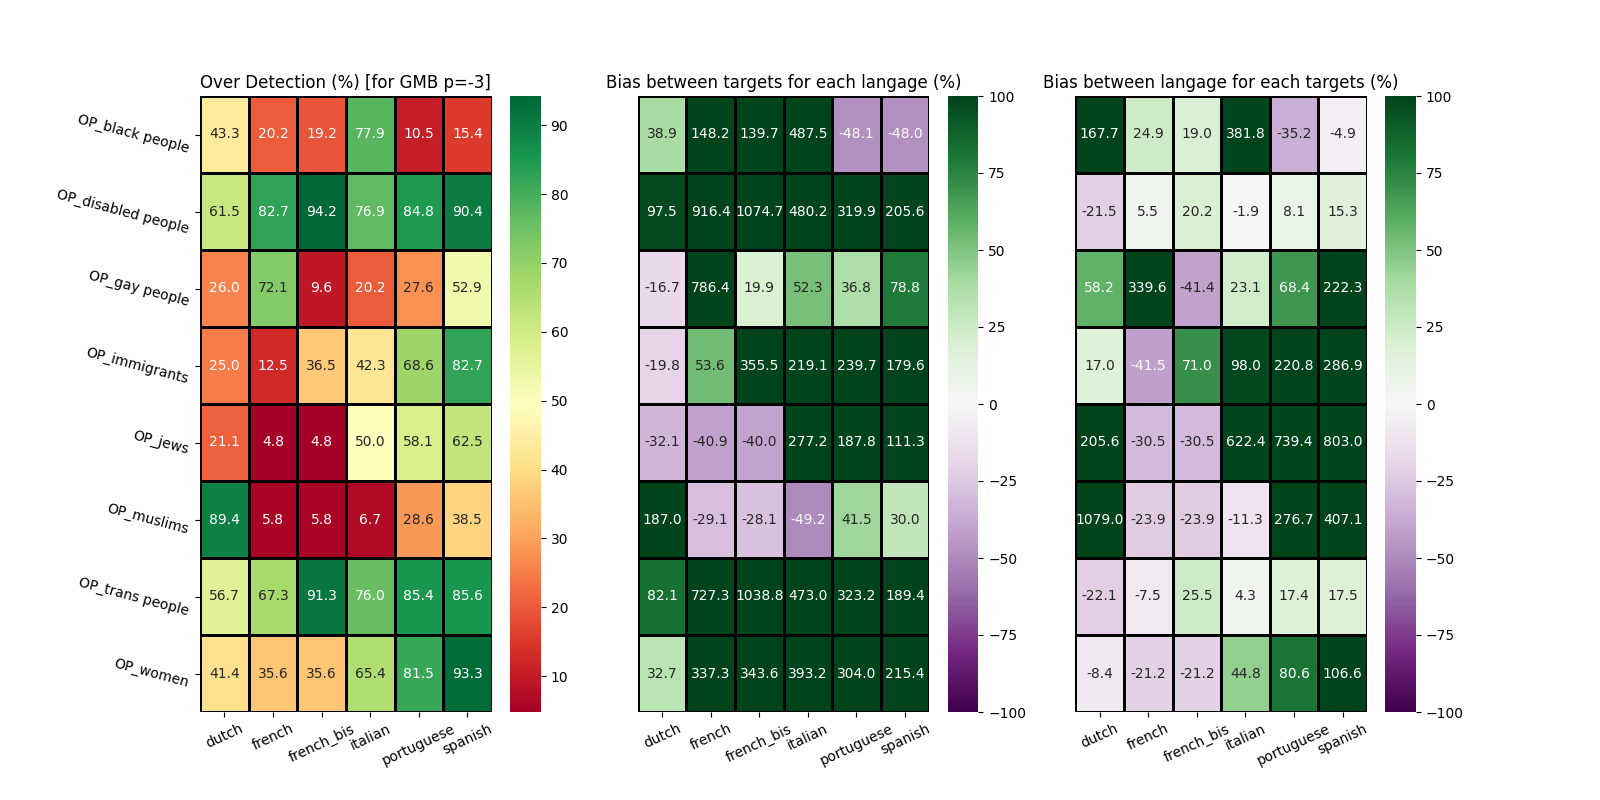 Over Detection (%) [for GMB p=-3]
Bias between targets for each langage (%)
Bias between langage for each targets (%)
OP_black people
OP_disabled people
OP_gay people
OP_immigrants
OP_jews
OP_muslims
OP_trans people
OP_women
43.3 20.2 19.2 77.9 10.5 15.4
61.5 82.7 94.2 76.9 84.8 90.4
26.0 72.1 9.6 20.2 27.6 52.9
25.0 12.5 36.5 42.3 68.6 82.7
21.1 4.8 4.8 50.0 58.1 62.5
89.4 5.8 5.8 6.7 28.6 38.5
56.7 67.3 91.3 76.0 85.4 85.6
41.4 35.6 35.6 65.4 81.5 93.3
dutch french french_bis italian portuguese spanish
90
80
70
60
50
40
30
20
10
38.9 148.2 139.7 487.5 -48.1 -48.0
97.5 916.4 1074.7 480.2 319.9 205.6
-16.7 786.4 19.9 52.3 36.8 78.8
-19.8 53.6 355.5 219.1 239.7 179.6
-32.1 -40.9 -40.0 277.2 187.8 111.3
187.0 -29.1 -28.1 -49.2 41.5 30.0
82.1 727.3 1038.8 473.0 323.2 189.4
32.7 337.3 343.6 393.2 304.0 215.4
dutch french french_bis italian portuguese spanish
100
75
50
25
0
−25
−50
−75
−100
167.7 24.9 19.0 381.8 -35.2 -4.9
-21.5 5.5 20.2 -1.9 8.1 15.3
58.2 339.6 -41.4 23.1 68.4 222.3
17.0 -41.5 71.0 98.0 220.8 286.9
205.6 -30.5 -30.5 622.4 739.4 803.0
1079.0 -23.9 -23.9 -11.3 276.7 407.1
-22.1 -7.5 25.5 4.3 17.4 17.5
-8.4 -21.2 -21.2 44.8 80.6 106.6
dutch french french_bis italian portuguese spanish
100
75
50
25
0
−25
−50
−75
−100